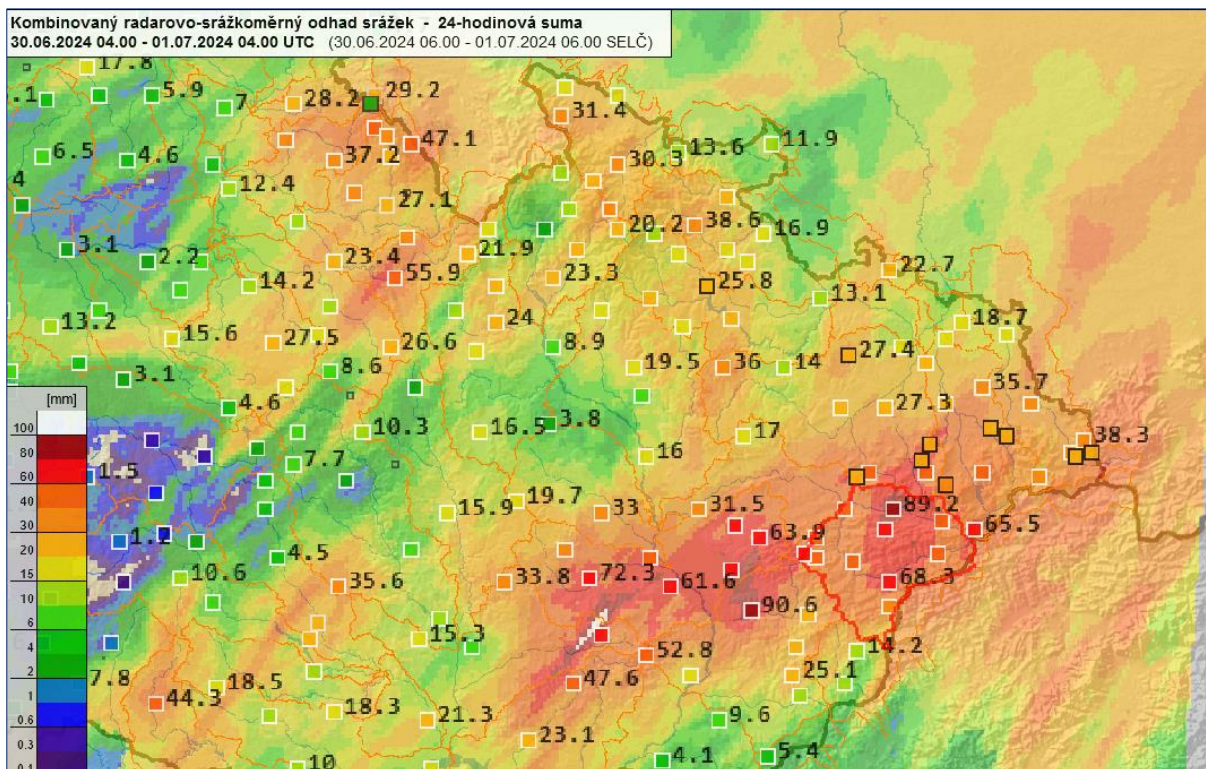 Kombinovaný radarovo-srážkoměrný odhad srážek - 24-hodinová suma
30.06.2024 04.00 - 01.07.2024 04.00 UTC (30.06.2024 06.00 - 01.07.2024 06.00 SELČ)
17.8
.1 5.9 7 28.2 29.2 31.4
6.5 4.6 37.2 47.1 30.3 13.6 11.9
4 12.4 27.1
3.1 2.2 23.4 21.9 20.2 38.6 16.9
14.2 55.9 23.3 25.8 13.1 22.7
13.2 15.6 27.5 26.6 24 8.9 27.4 18.7
3.1 8.6 19.5 36 14 35.7
[mm]
4.6 10.3 16.5 3.8 16 17 27.3 38.3
100
80
60
40
30
20
15
10
6
4
2
1
0.6
0.3
0.1
1.5 7.7
15.9 19.7 33 31.5 89.2
4.5 63.9 65.5
10.6 35.6 33.8 72.3 61.6 68.3
90.6
15.3 52.8 14.2
7.8 44.3 18.5 47.6 25.1
18.3 21.3 9.6
23.1
10 4.1 5.4